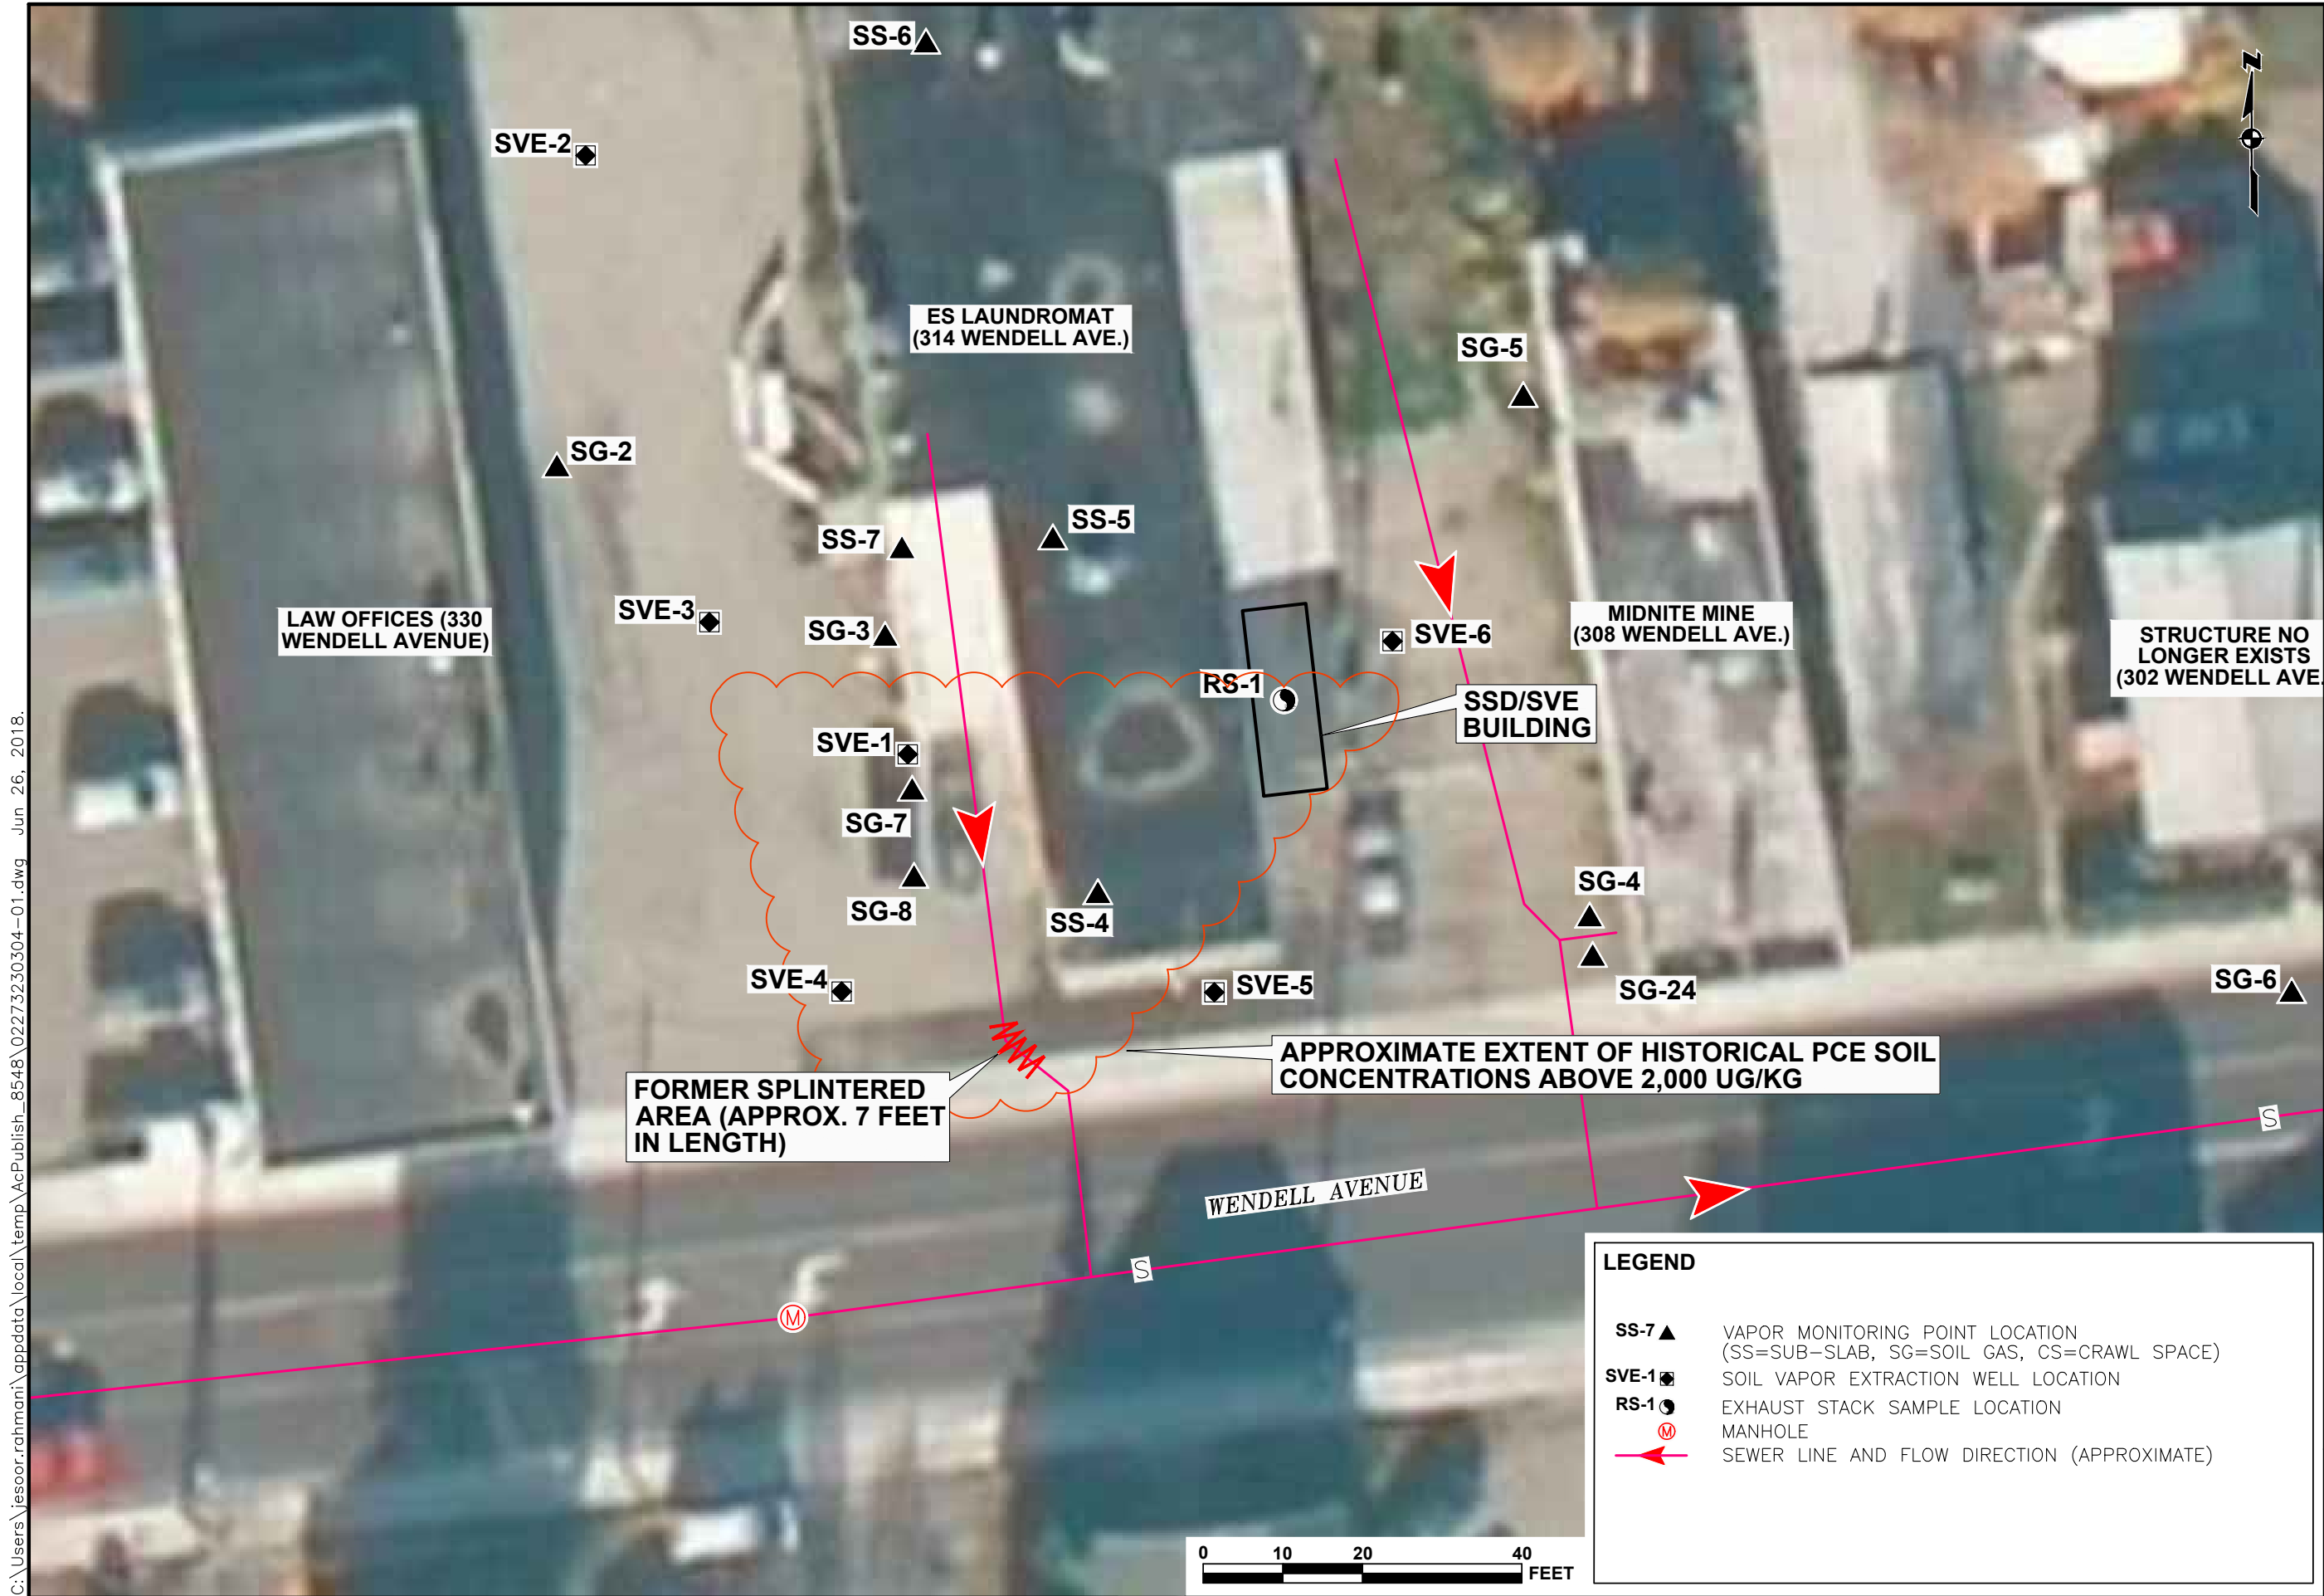 SS-6
N
SVE-2
ES LAUNDROMAT
(314 WENDELL AVE.)
SG-5
SG-2
SS-5
SS-7
SVE-3
SG-3
LAW OFFICES (330
WENDELL AVENUE)
SVE-6
MIDNITE MINE
(308 WENDELL AVE.)
STRUCTURE NO
LONGER EXISTS
(302 WENDELL AVE.
RS-1
SSD/SVE
BUILDING
SVE-1
SG-7
SG-8
SS-4
SG-4
SVE-4
SVE-5
SG-24
SG-6
APPROXIMATE EXTENT OF HISTORICAL PCE SOIL
CONCENTRATIONS ABOVE 2,000 UG/KG
FORMER SPLINTERED
AREA (APPROX. 7 FEET
IN LENGTH)
S
WENDELL AVENUE
S
M
LEGEND
SS-7 VAPOR MONITORING POINT LOCATION
(SS=SUB-SLAB, SG=SOIL GAS, CS=CRAWL SPACE)
SVE-1 SOIL VAPOR EXTRACTION WELL LOCATION
RS-1 EXHAUST STACK SAMPLE LOCATION
M MANHOLE
SEWER LINE AND FLOW DIRECTION (APPROXIMATE)
0 10 20 40
FEET
C:\Users\jesoor.rahmani\appdata\local\temp\AcPublish_8548\022773230304-01.dwg Jun 26, 2018.